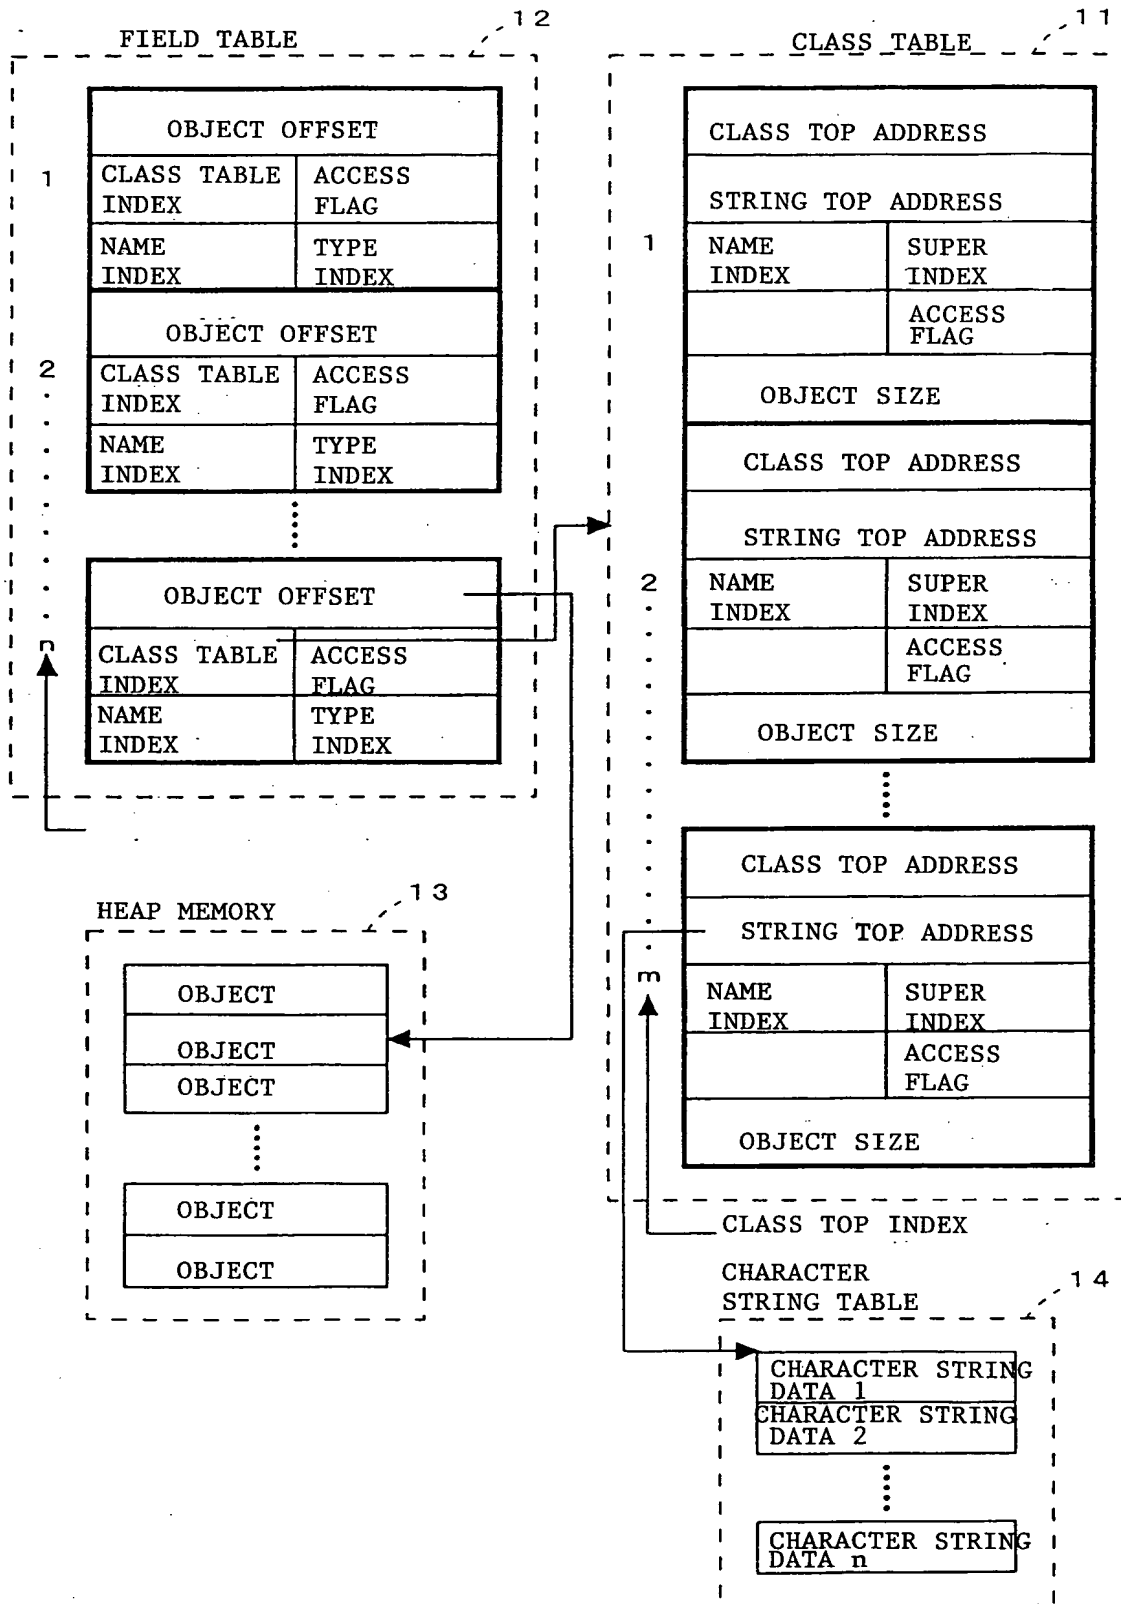 FIELD TABLE
12
1
OBJECT OFFSET
CLASS TABLE INDEX
ACCESS FLAG
NAME INDEX
TYPE INDEX
2
OBJECT OFFSET
CLASS TABLE INDEX
ACCESS FLAG
NAME INDEX
TYPE INDEX
n
OBJECT OFFSET
CLASS TABLE INDEX
ACCESS FLAG
NAME INDEX
TYPE INDEX
HEAP MEMORY
13
OBJECT
OBJECT
OBJECT
OBJECT
OBJECT
CLASS TABLE
11
1
CLASS TOP ADDRESS
STRING TOP ADDRESS
NAME INDEX
SUPER INDEX
ACCESS FLAG
OBJECT SIZE
2
CLASS TOP ADDRESS
STRING TOP ADDRESS
NAME INDEX
SUPER INDEX
ACCESS FLAG
OBJECT SIZE
m
CLASS TOP ADDRESS
STRING TOP ADDRESS
NAME INDEX
SUPER INDEX
ACCESS FLAG
OBJECT SIZE
CLASS TOP INDEX
CHARACTER
STRING TABLE
14
CHARACTER STRING
DATA 1
CHARACTER STRING
DATA 2
CHARACTER STRING
DATA n